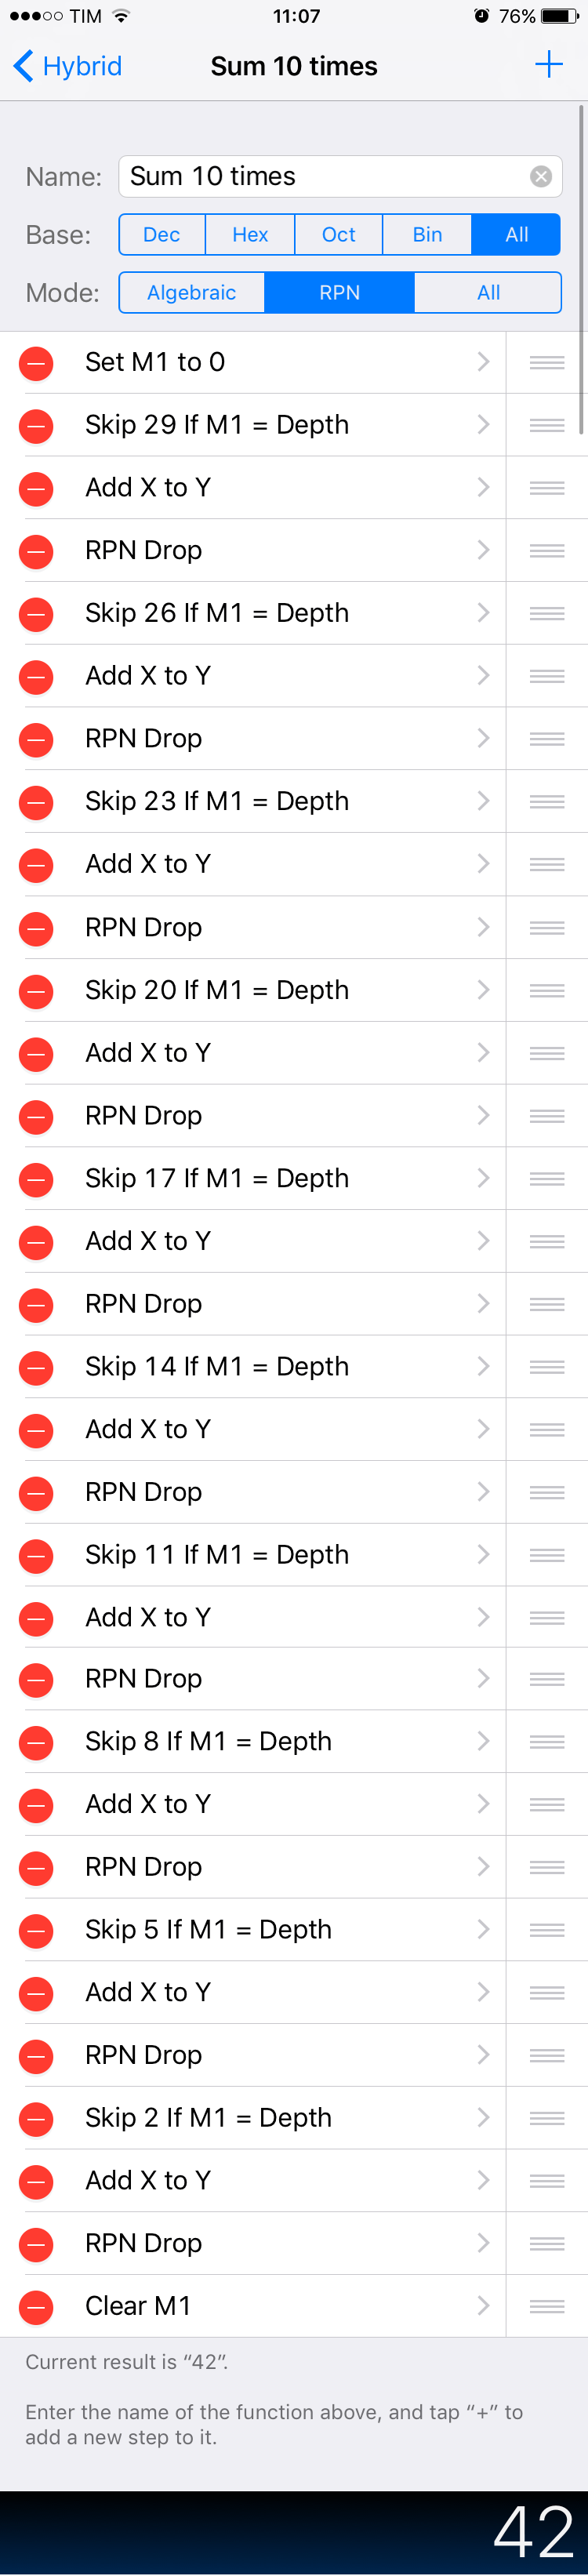 TIM 11:07 76%
Hybrid Sum 10 times +
Name: Sum 10 times
Base: Dec Hex Oct Bin All
Mode: Algebraic RPN All
Set M1 to 0
Skip 29 If M1 = Depth
Add X to Y
RPN Drop
Skip 26 If M1 = Depth
Add X to Y
RPN Drop
Skip 23 If M1 = Depth
Add X to Y
RPN Drop
Skip 20 If M1 = Depth
Add X to Y
RPN Drop
Skip 17 If M1 = Depth
Add X to Y
RPN Drop
Skip 14 If M1 = Depth
Add X to Y
RPN Drop
Skip 11 If M1 = Depth
Add X to Y
RPN Drop
Skip 8 If M1 = Depth
Add X to Y
RPN Drop
Skip 5 If M1 = Depth
Add X to Y
RPN Drop
Skip 2 If M1 = Depth
Add X to Y
RPN Drop
Clear M1
Current result is “42”.
Enter the name of the function above, and tap “+” to
add a new step to it.
42